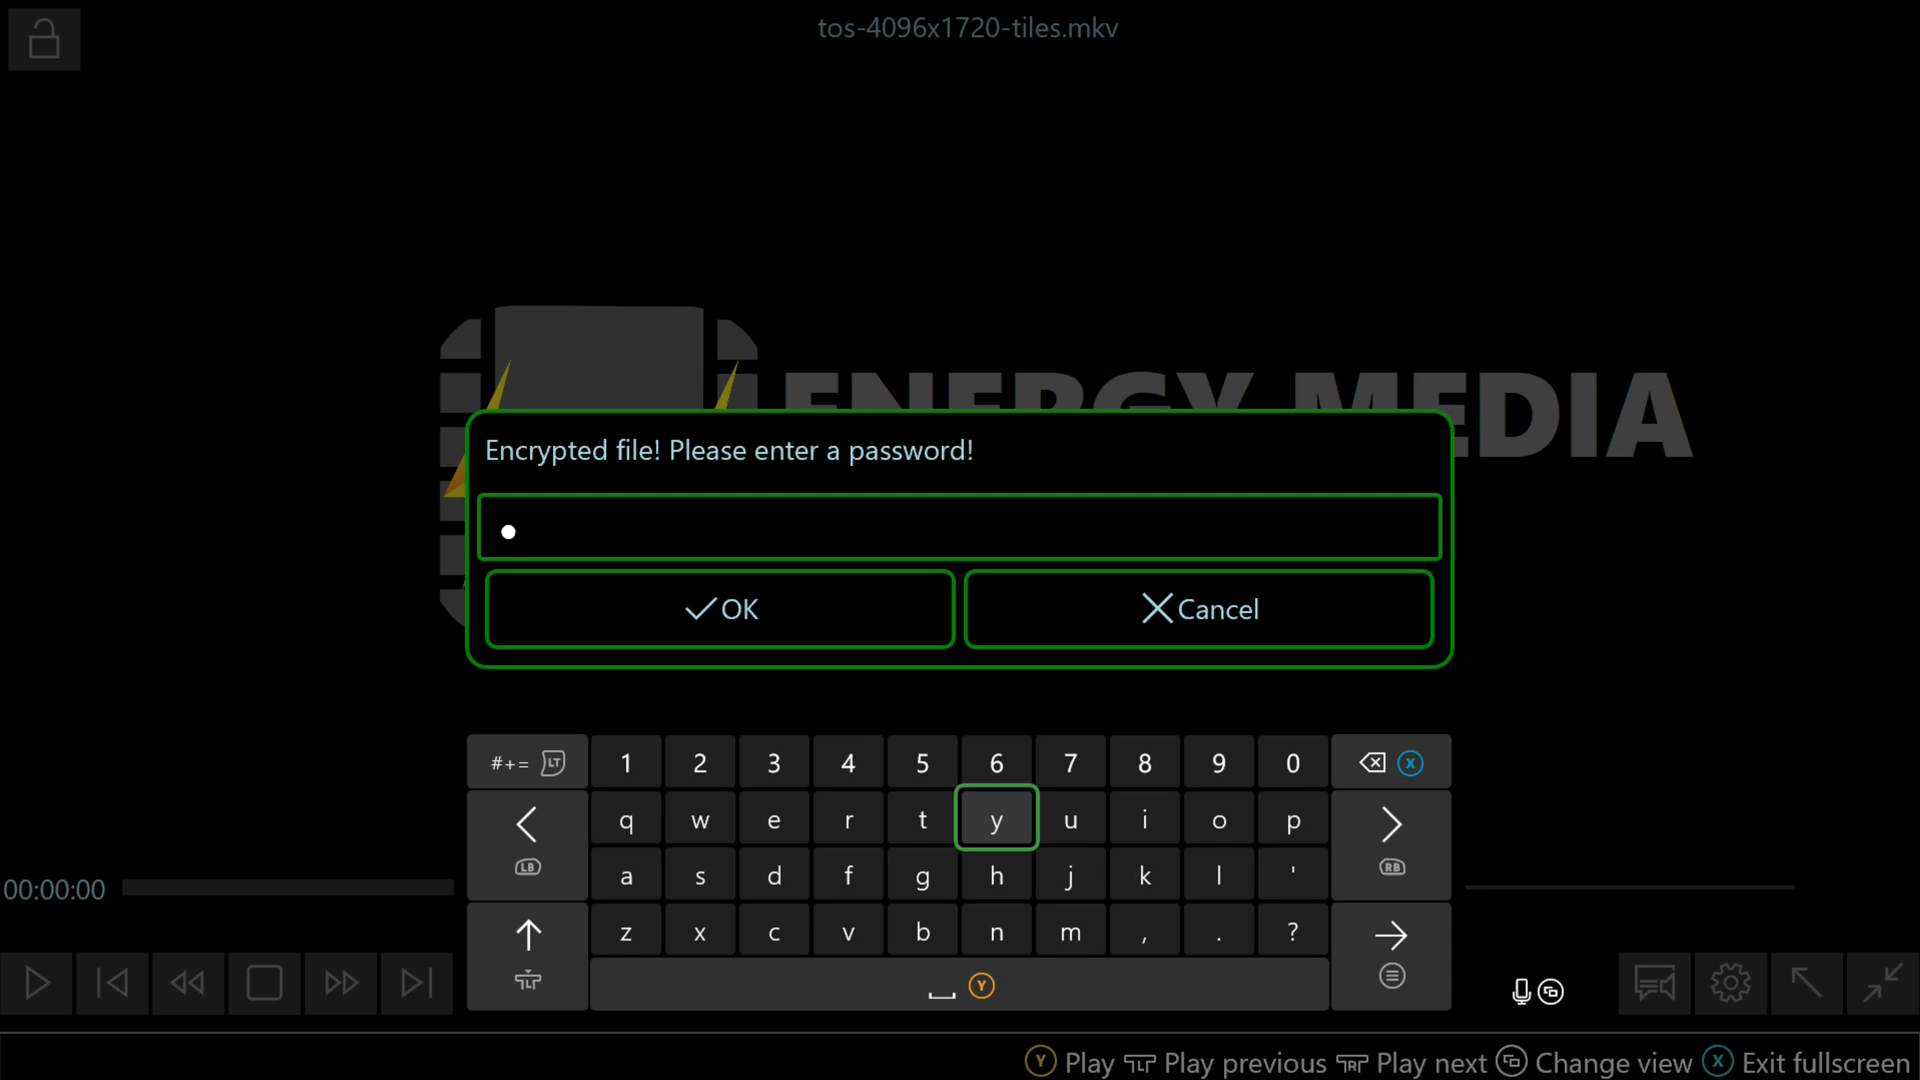 tos-4096x1720-tiles.mkv
ENERGY MEDIA
Encrypted file! Please enter a password!
OK Cancel
#+= LT 1 2 3 4 5 6 7 8 9 0 X
q w e r t y u i o p
LB RB
a s d f g h j k l '
00:00:00
z x c v b n m , . ?
Y
Y Play LT Play previous RT Play next Change view X Exit fullscreen